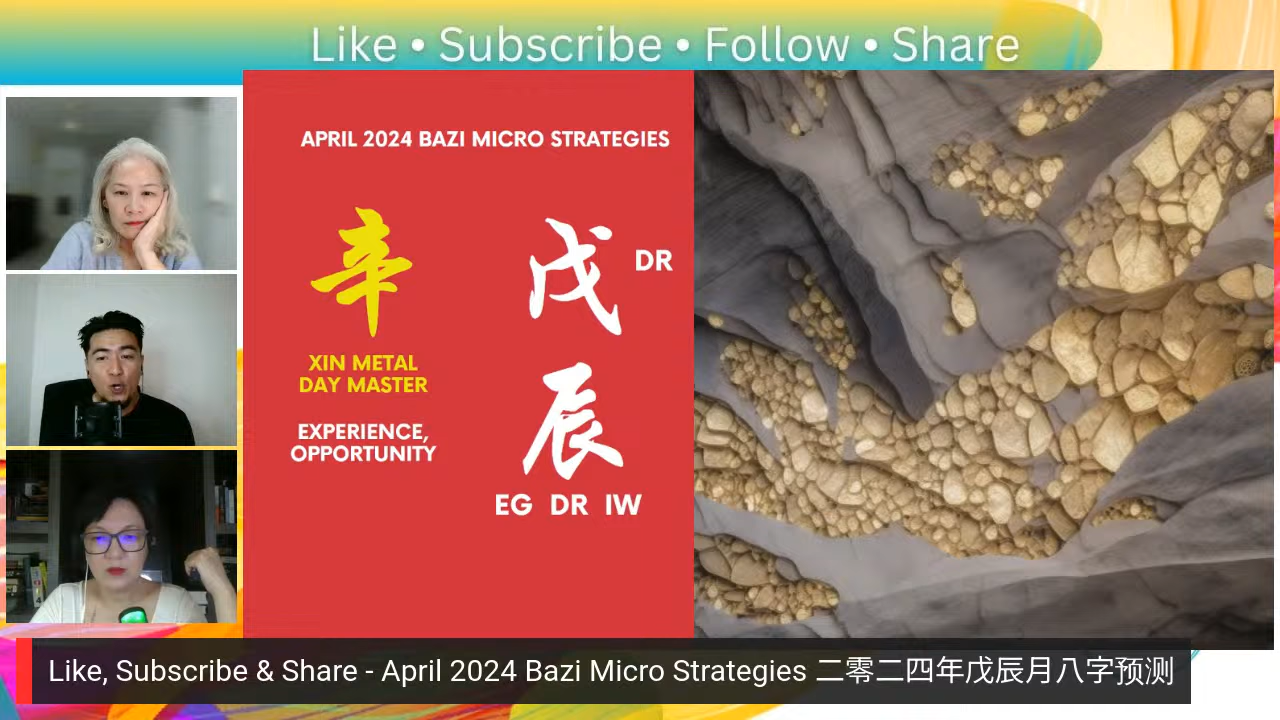 Like • Subscribe • Follow • Share
APRIL 2024 BAZI MICRO STRATEGIES
辛
XIN METAL
DAY MASTER
EXPERIENCE,
OPPORTUNITY
戊 DR
辰
EG DR IW
Like, Subscribe & Share - April 2024 Bazi Micro Strategies 二零二四年戊辰月八字预测